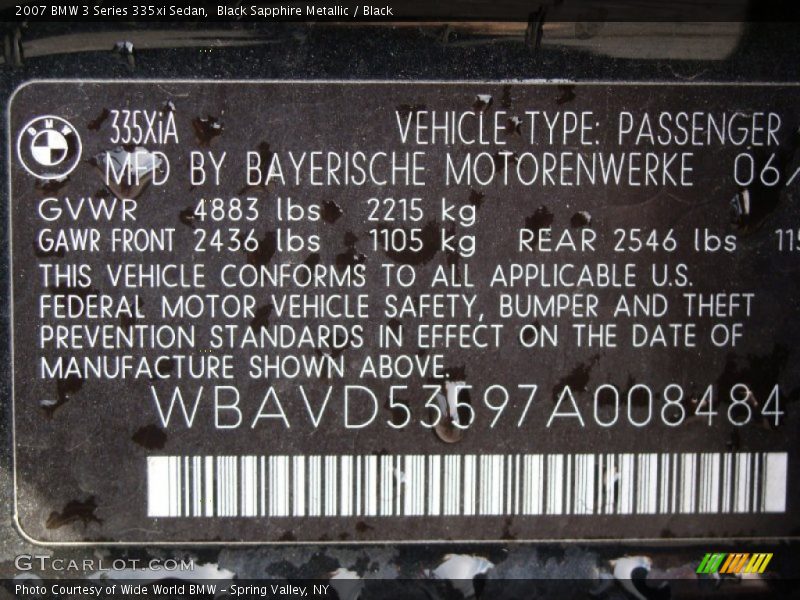 2007 BMW 3 Series 335xi Sedan,  Black Sapphire Metallic / Black
BMW
335XiA VEHICLE TYPE: PASSENGER
MFD BY BAYERISCHE MOTORENWERKE 06/
GVWR 4883 lbs 2215 kg
GAWR FRONT 2436 lbs 1105 kg REAR 2546 lbs 115
THIS VEHICLE CONFORMS TO ALL APPLICABLE U.S.
FEDERAL MOTOR VEHICLE SAFETY, BUMPER AND THEFT
PREVENTION STANDARDS IN EFFECT ON THE DATE OF
MANUFACTURE SHOWN ABOVE.
WBAVD53597A008484
GTCARLOT.COM
Photo Courtesy of Wide World BMW - Spring Valley, NY